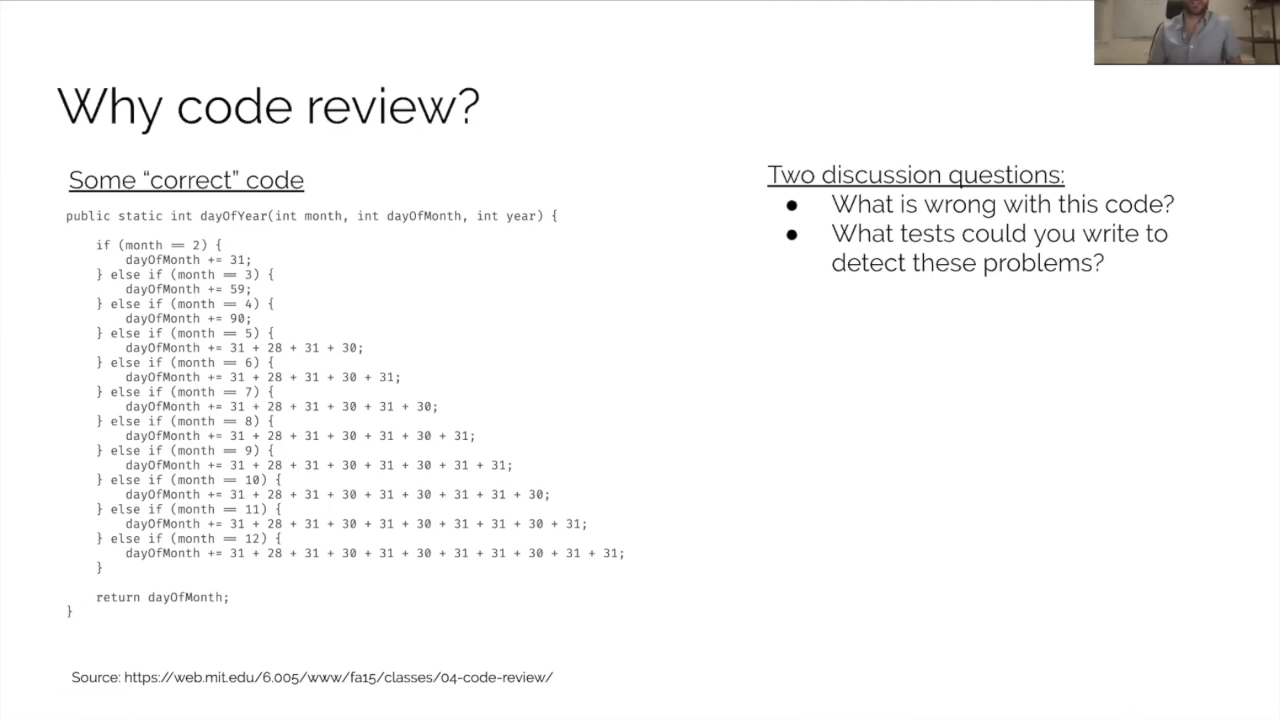 Why code review?
Some “correct” code
public static int dayOfYear(int month, int dayOfMonth, int year) {
if (month == 2) {
dayOfMonth += 31;
} else if (month == 3) {
dayOfMonth += 59;
} else if (month == 4) {
dayOfMonth += 90;
} else if (month == 5) {
dayOfMonth += 31 + 28 + 31 + 30;
} else if (month == 6) {
dayOfMonth += 31 + 28 + 31 + 30 + 31;
} else if (month == 7) {
dayOfMonth += 31 + 28 + 31 + 30 + 31 + 30;
} else if (month == 8) {
dayOfMonth += 31 + 28 + 31 + 30 + 31 + 30 + 31;
} else if (month == 9) {
dayOfMonth += 31 + 28 + 31 + 30 + 31 + 30 + 31 + 31;
} else if (month == 10) {
dayOfMonth += 31 + 28 + 31 + 30 + 31 + 30 + 31 + 31 + 30;
} else if (month == 11) {
dayOfMonth += 31 + 28 + 31 + 30 + 31 + 30 + 31 + 31 + 30 + 31;
} else if (month == 12) {
dayOfMonth += 31 + 28 + 31 + 30 + 31 + 30 + 31 + 31 + 30 + 31 + 31;
}
return dayOfMonth;
}
Two discussion questions:
● What is wrong with this code?
● What tests could you write to
detect these problems?
Source: https://web.mit.edu/6.005/www/fa15/classes/04-code-review/